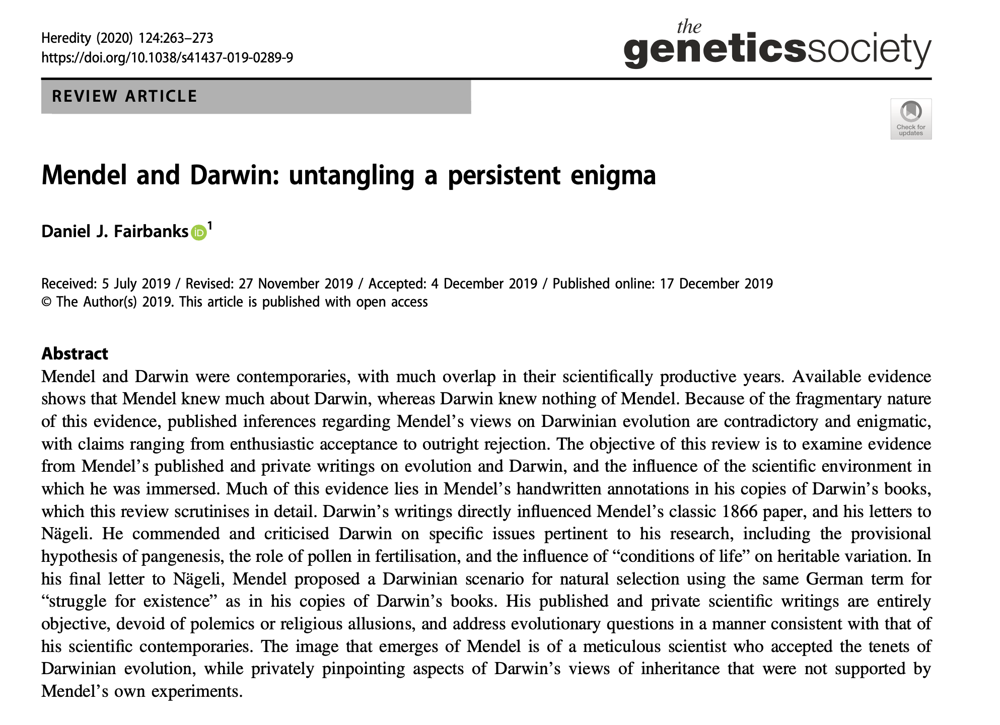 Heredity (2020) 124:263–273
https://doi.org/10.1038/s41437-019-0289-9
the
geneticssociety
REVIEW ARTICLE
Check for
updates
Mendel and Darwin: untangling a persistent enigma
Daniel J. Fairbanks iD 1
Received: 5 July 2019 / Revised: 27 November 2019 / Accepted: 4 December 2019 / Published online: 17 December 2019
© The Author(s) 2019. This article is published with open access
Abstract
Mendel and Darwin were contemporaries, with much overlap in their scientifically productive years. Available evidence
shows that Mendel knew much about Darwin, whereas Darwin knew nothing of Mendel. Because of the fragmentary nature
of this evidence, published inferences regarding Mendel’s views on Darwinian evolution are contradictory and enigmatic,
with claims ranging from enthusiastic acceptance to outright rejection. The objective of this review is to examine evidence
from Mendel’s published and private writings on evolution and Darwin, and the influence of the scientific environment in
which he was immersed. Much of this evidence lies in Mendel’s handwritten annotations in his copies of Darwin’s books,
which this review scrutinises in detail. Darwin’s writings directly influenced Mendel’s classic 1866 paper, and his letters to
Nägeli. He commended and criticised Darwin on specific issues pertinent to his research, including the provisional
hypothesis of pangenesis, the role of pollen in fertilisation, and the influence of “conditions of life” on heritable variation. In
his final letter to Nägeli, Mendel proposed a Darwinian scenario for natural selection using the same German term for
“struggle for existence” as in his copies of Darwin’s books. His published and private scientific writings are entirely
objective, devoid of polemics or religious allusions, and address evolutionary questions in a manner consistent with that of
his scientific contemporaries. The image that emerges of Mendel is of a meticulous scientist who accepted the tenets of
Darwinian evolution, while privately pinpointing aspects of Darwin’s views of inheritance that were not supported by
Mendel’s own experiments.